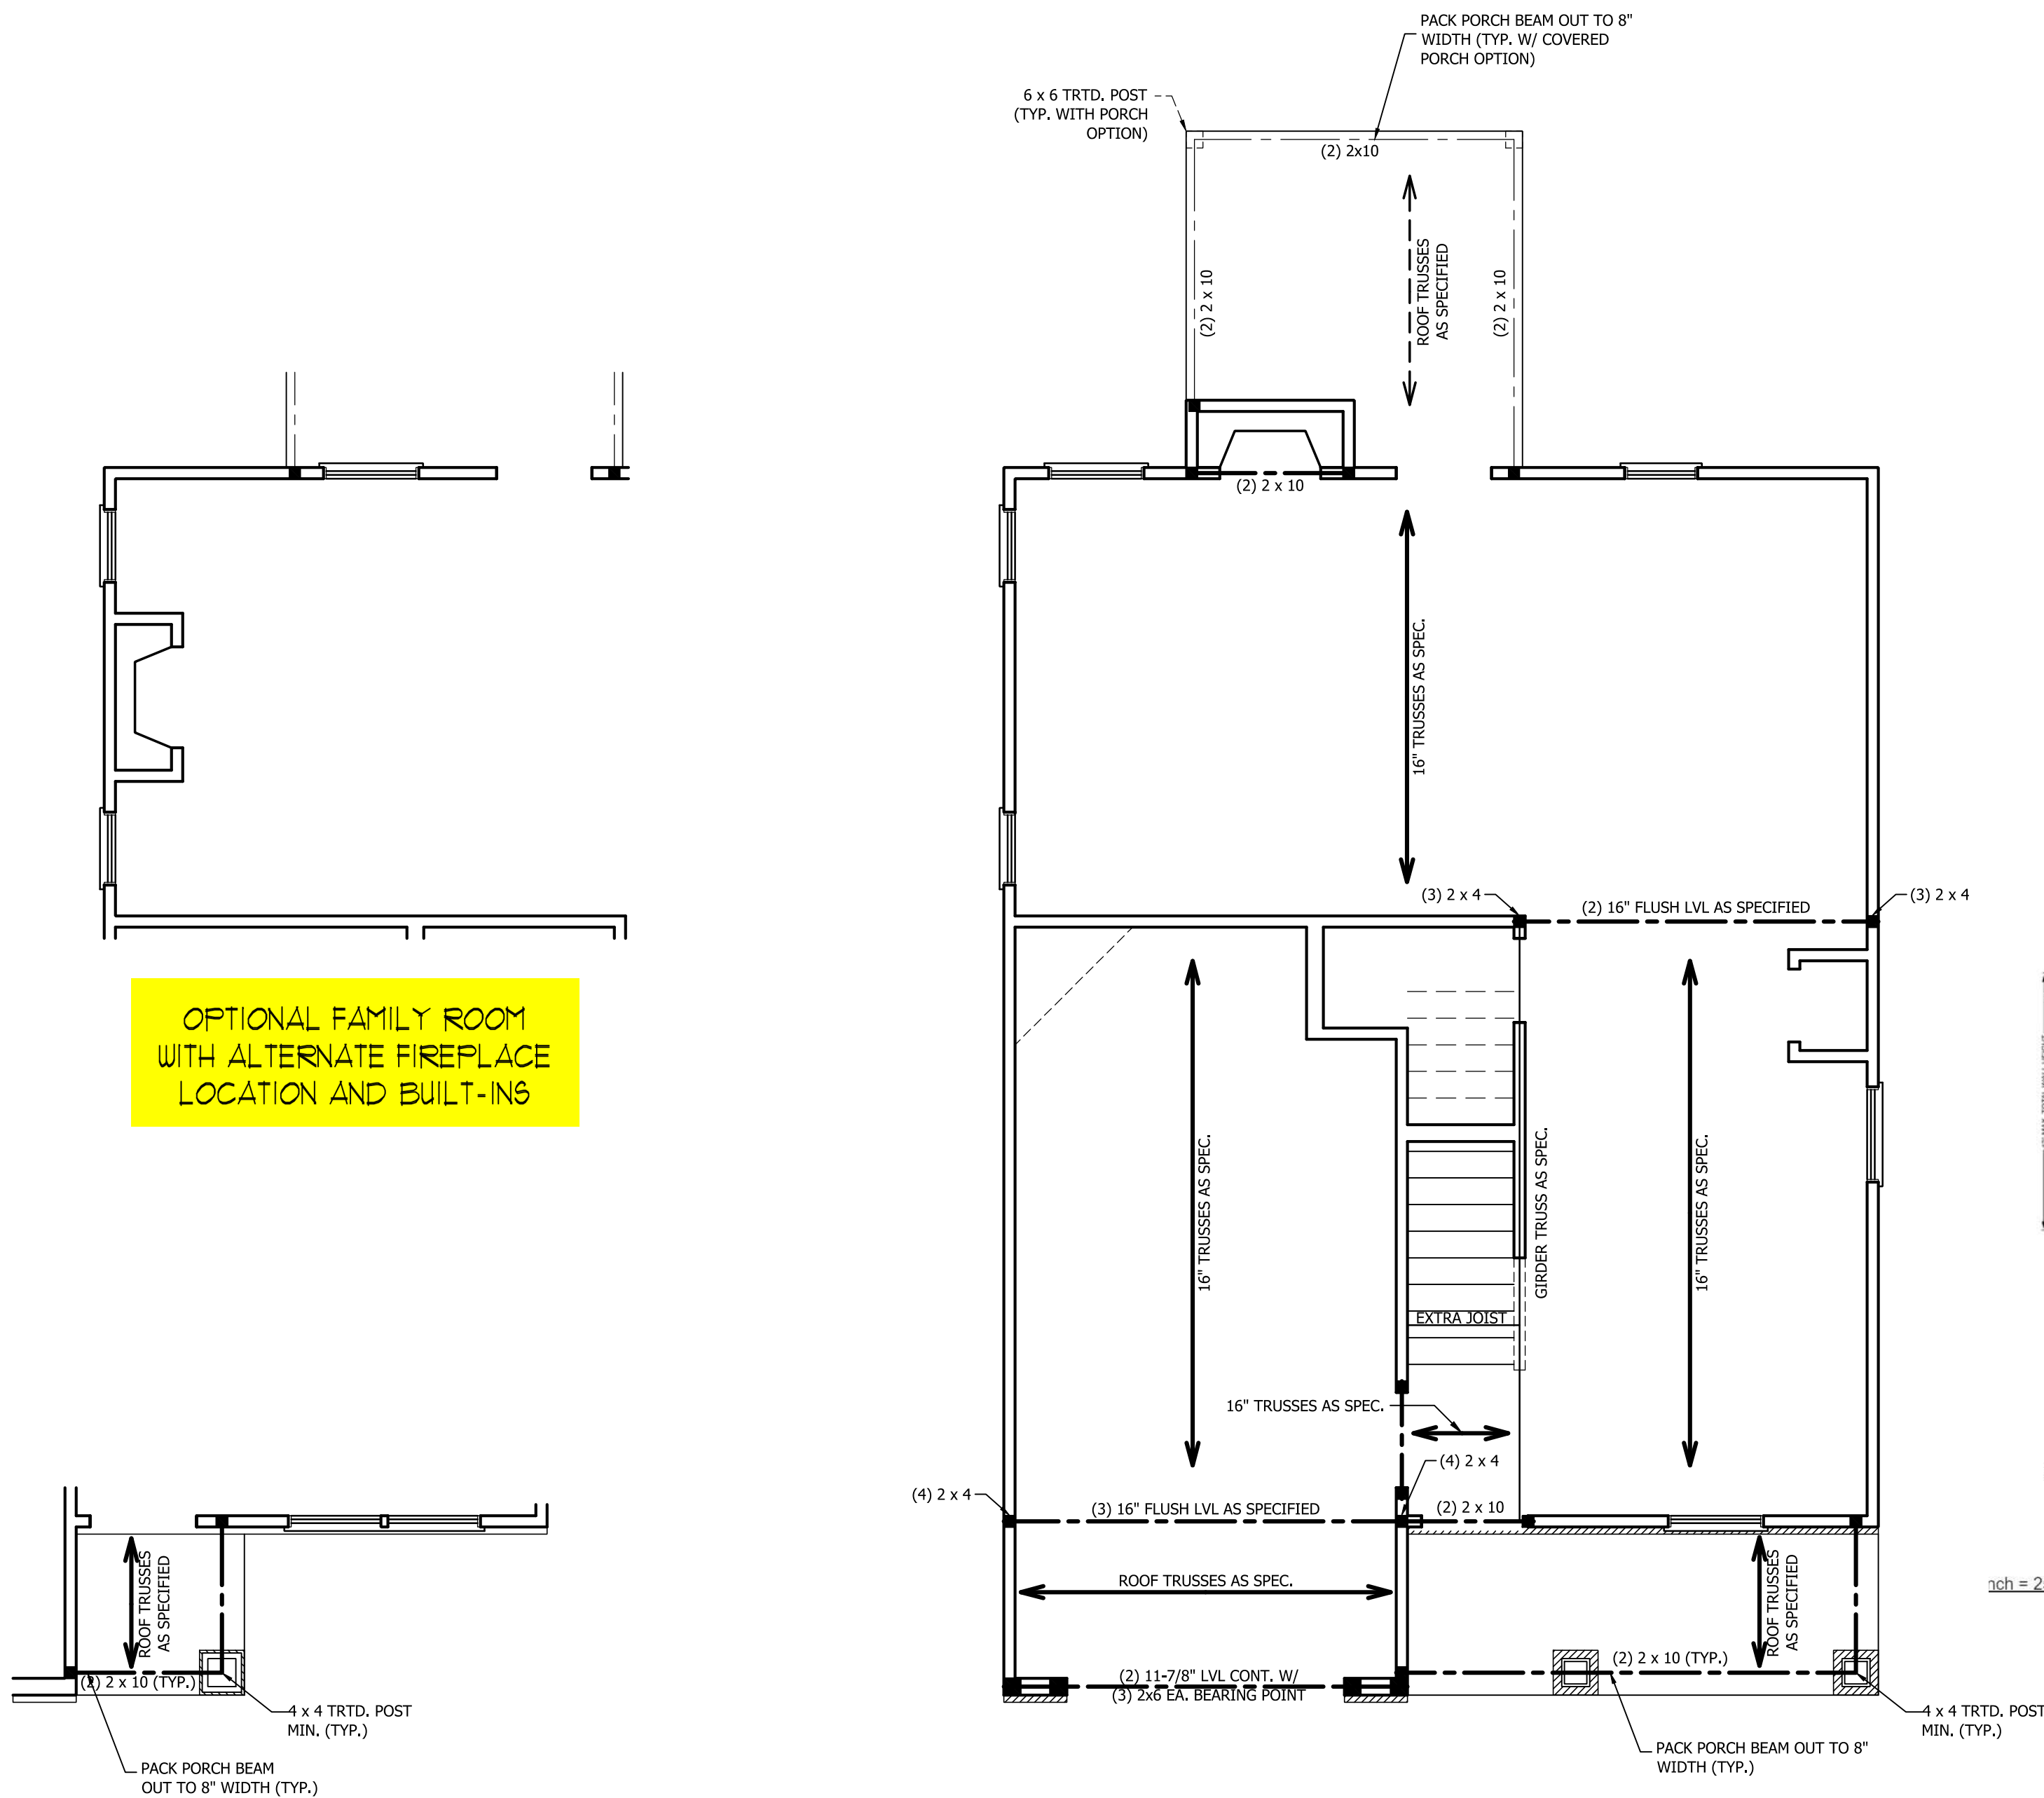 PACK PORCH BEAM OUT TO 8"
WIDTH (TYP. W/ COVERED
PORCH OPTION)
6 x 6 TRTD. POST
(TYP. WITH PORCH
OPTION)
(2) 2x10
(2) 2 x 10
ROOF TRUSSES
AS SPECIFIED
(2) 2 x 10
(2) 2 x 10
16" TRUSSES AS SPEC.
(3) 2 x 4
(2) 16" FLUSH LVL AS SPECIFIED
(3) 2 x 4
OPTIONAL FAMILY ROOM
WITH ALTERNATE FIREPLACE
LOCATION AND BUILT-INS
16" TRUSSES AS SPEC.
GIRDER TRUSS AS SPEC.
16" TRUSSES AS SPEC.
EXTRA JOIST
16" TRUSSES AS SPEC.
(4) 2 x 4
(4) 2 x 4
(3) 16" FLUSH LVL AS SPECIFIED
(2) 2 x 10
ROOF TRUSSES AS SPEC.
ROOF TRUSSES
AS SPECIFIED
nch = 2
ROOF TRUSSES
AS SPECIFIED
(2) 2 x 10 (TYP.)
(2) 11-7/8" LVL CONT. W/
(3) 2x6 EA. BEARING POINT
(2) 2 x 10 (TYP.)
4 x 4 TRTD. POST
MIN. (TYP.)
4 x 4 TRTD. POST
MIN. (TYP.)
PACK PORCH BEAM
OUT TO 8" WIDTH (TYP.)
PACK PORCH BEAM OUT TO 8"
WIDTH (TYP.)